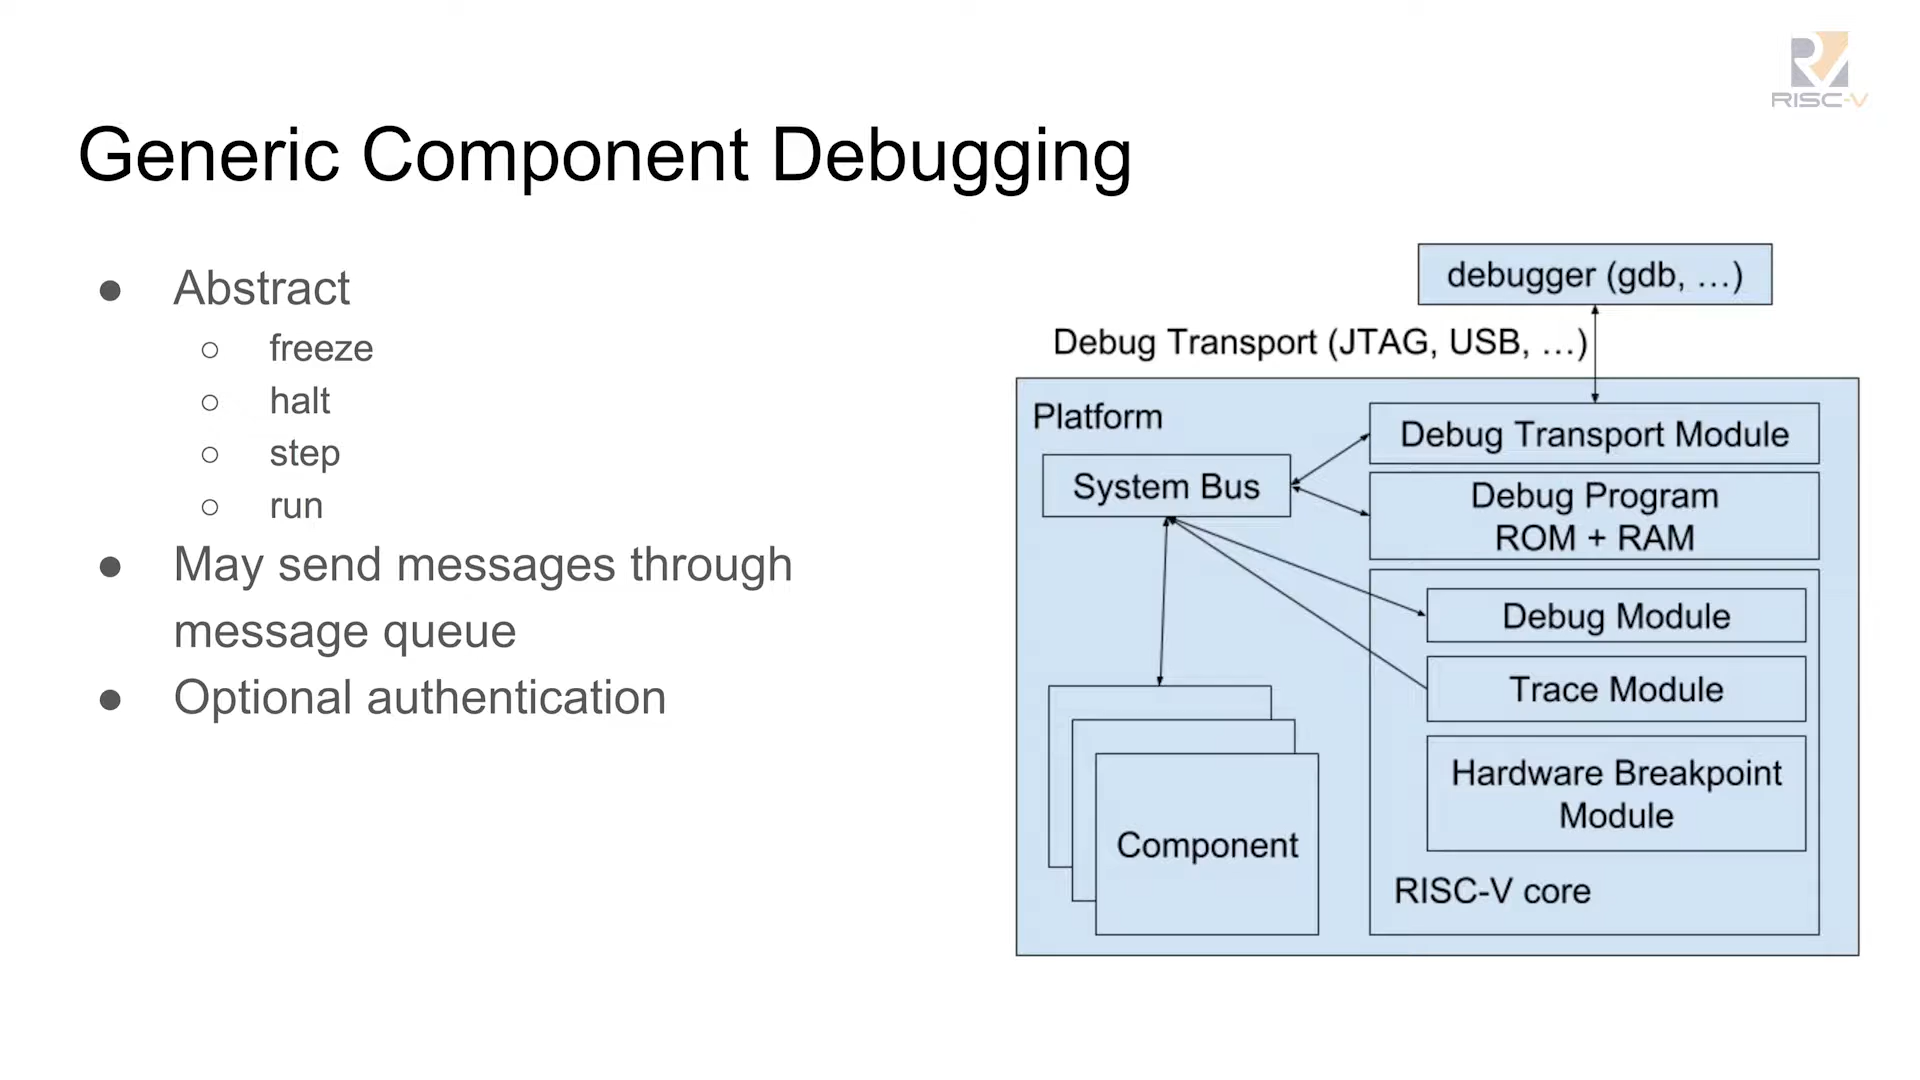 RISC-V
Generic Component Debugging
● Abstract
○ freeze
○ halt
○ step
○ run
● May send messages through
message queue
● Optional authentication
debugger (gdb, …)
Debug Transport (JTAG, USB, …)
Platform
Debug Transport Module
System Bus
Debug Program
ROM + RAM
Debug Module
Trace Module
Hardware Breakpoint
Module
Component
RISC-V core